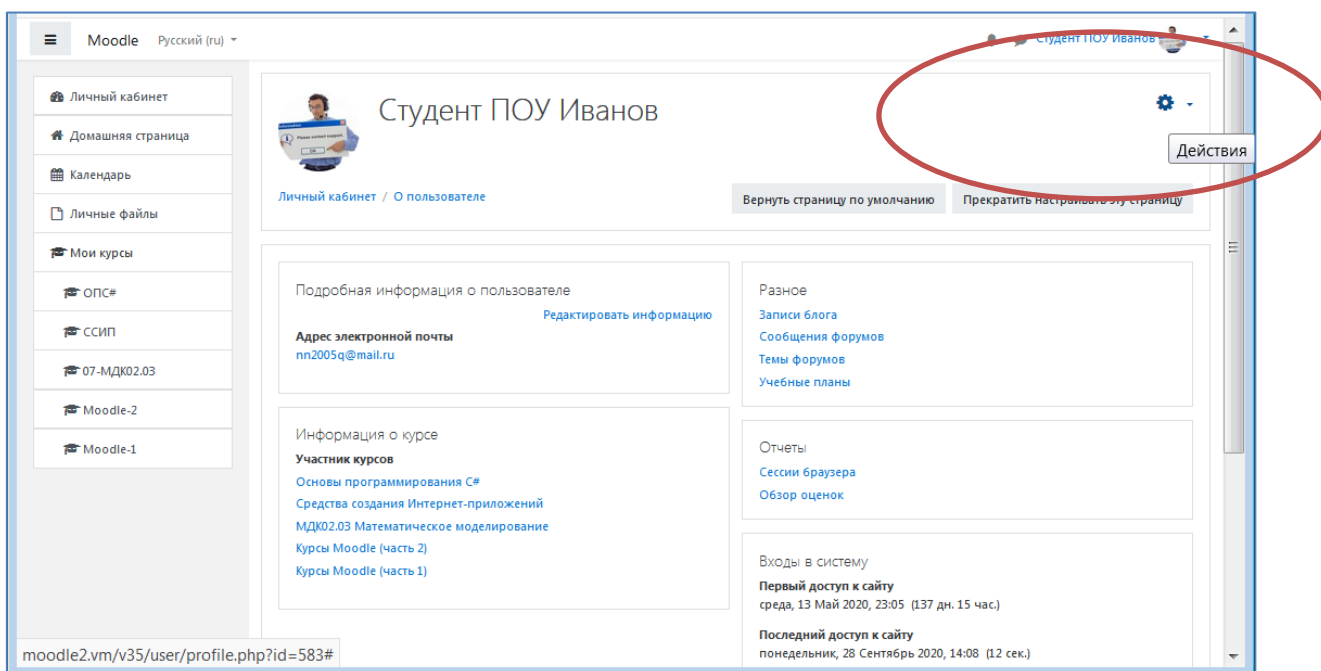 Moodle Русский (ru)
Студент ПОУ Иванов
Личный кабинет
Домашняя страница
Календарь
Личные файлы
Мои курсы
ОПС#
ССИП
07-МДК02.03
Moodle-2
Moodle-1
Студент ПОУ Иванов
Действия
Личный кабинет / О пользователе
Вернуть страницу по умолчанию
Прекратить настраивать эту страницу
Подробная информация о пользователе
Редактировать информацию
Адрес электронной почты
nn2005q@mail.ru
Информация о курсе
Участник курсов
Основы программирования C#
Средства создания Интернет-приложений
МДК02.03 Математическое моделирование
Курсы Moodle (часть 2)
Курсы Moodle (часть 1)
Разное
Записи блога
Сообщения форумов
Темы форумов
Учебные планы
Отчеты
Сессии браузера
Обзор оценок
Входы в систему
Первый доступ к сайту
среда, 13 Май 2020, 23:05 (137 дн. 15 час.)
Последний доступ к сайту
понедельник, 28 Сентябрь 2020, 14:08 (12 сек.)
moodle2.vm/v35/user/profile.php?id=583#